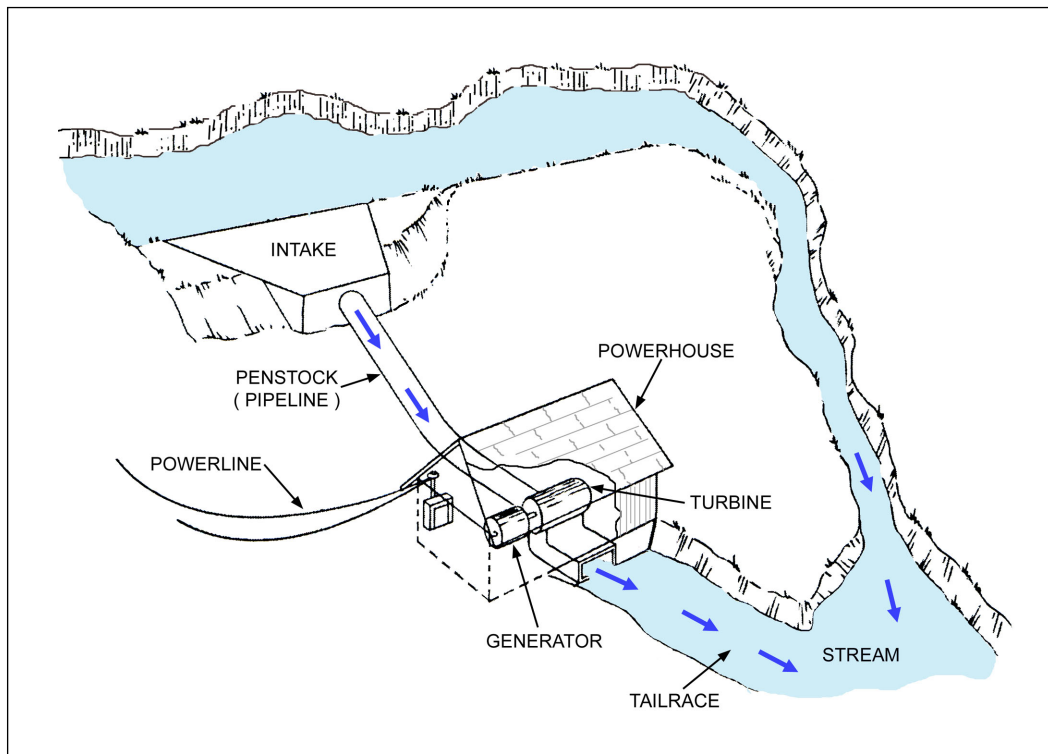 INTAKE
POWERHOUSE
PENSTOCK
( PIPELINE )
POWERLINE
TURBINE
GENERATOR
STREAM
TAILRACE